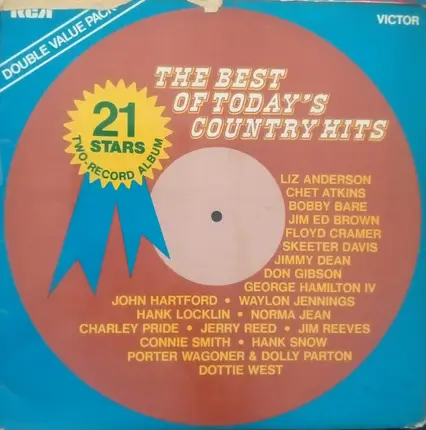 RCA
VICTOR
DOUBLE VALUE PACK
THE BEST
OF TODAY'S
COUNTRY HITS
21
STARS
TWO-RECORD ALBUM
LIZ ANDERSON
CHET ATKINS
BOBBY BARE
JIM ED BROWN
FLOYD CRAMER
SKEETER DAVIS
JIMMY DEAN
DON GIBSON
GEORGE HAMILTON IV
JOHN HARTFORD • WAYLON JENNINGS
HANK LOCKLIN • NORMA JEAN
CHARLEY PRIDE • JERRY REED • JIM REEVES
CONNIE SMITH • HANK SNOW
PORTER WAGONER & DOLLY PARTON
DOTTIE WEST